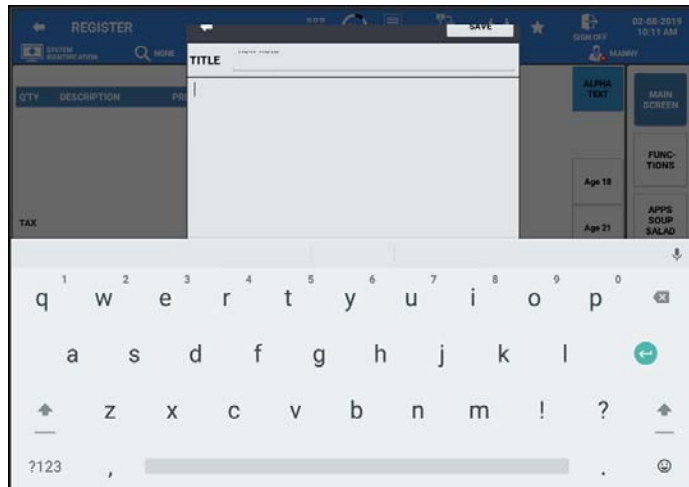 REGISTER
SAVE
SIGN OFF
02-08-2019
10:11 AM
SYSTEM
IDENTIFICATION
NONE
MANNY
TITLE
Q'TY DESCRIPTION
ALPHA
TEXT
MAIN
SCREEN
FUNC-
TIONS
Age 18
APPS
SOUP
SALAD
TAX
Age 21
1 2 3 4 5 6 7 8 9 0
q w e r t y u i o p
a s d f g h j k l
z x c v b n m ! ?
?123 , .